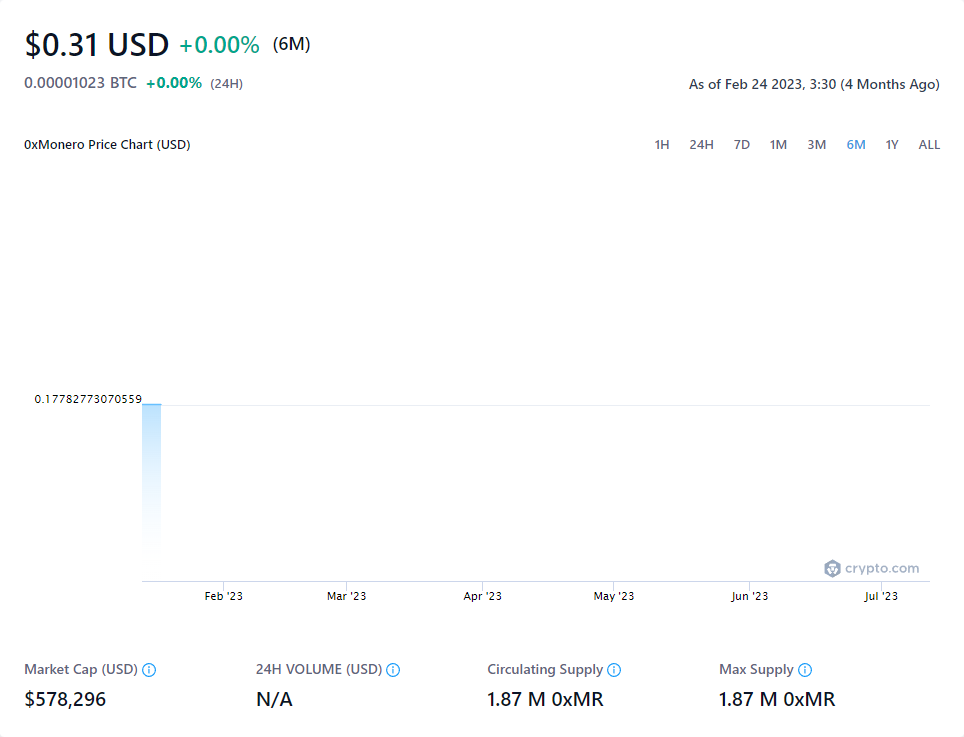 $0.31 USD +0.00% (6M)
0.00001023 BTC +0.00% (24H)
As of Feb 24 2023, 3:30 (4 Months Ago)
0xMonero Price Chart (USD)
1H 24H 7D 1M 3M 6M 1Y ALL
0.17782773070559
crypto.com
Feb '23 Mar '23 Apr '23 May '23 Jun '23 Jul '23
Market Cap (USD) 24H VOLUME (USD) Circulating Supply Max Supply
$578,296 N/A 1.87 M 0xMR 1.87 M 0xMR